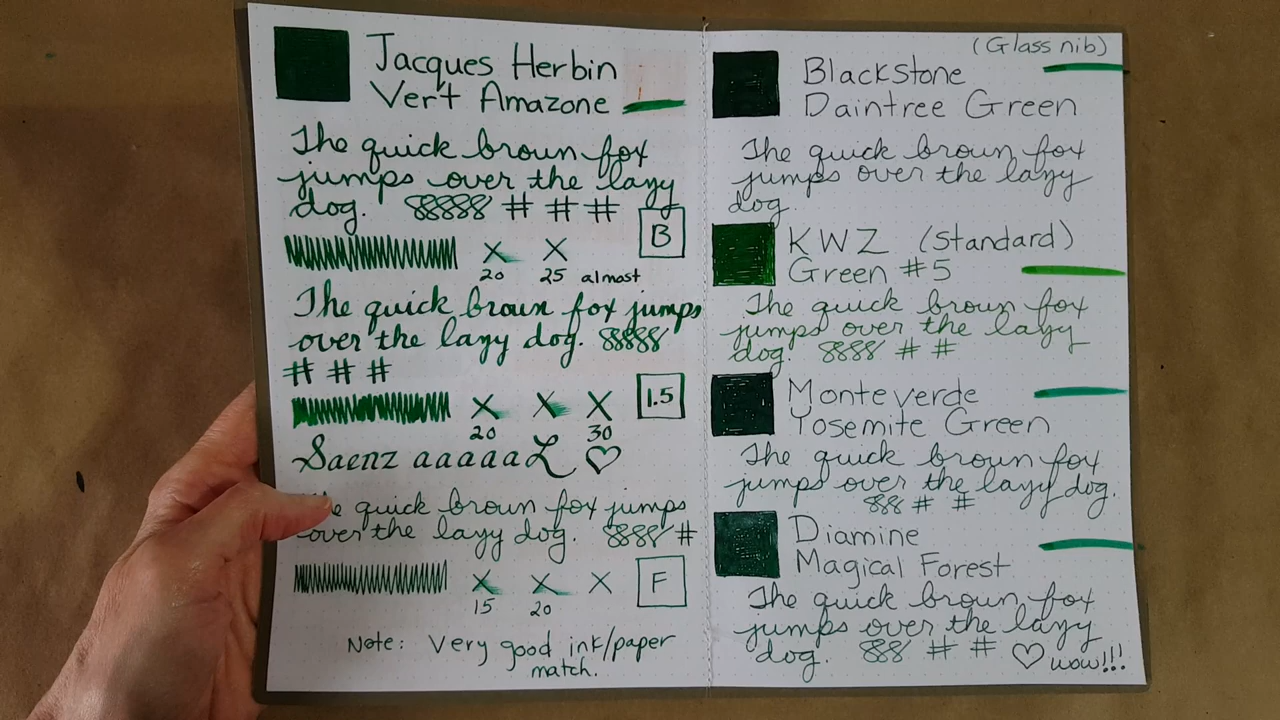 Jacques Herbin
Vert Amazone
The quick brown fox
jumps over the lazy
dog. 88888 # # #
B
20 25 almost
The quick brown fox jumps
over the lazy dog. 88888
# # #
1.5
X X X
20 30
Saenz aaaaaL ♡
The quick brown fox jumps
over the lazy dog. 8888 #
X X X F
15 20
Note: Very good ink/paper
match.
(Glass nib)
Blackstone
Daintree Green
The quick brown fox
jumps over the lazy
dog.
KWZ (Standard)
Green #5
The quick brown fox
jumps over the lazy
dog. 8888 # #
Monteverde
Yosemite Green
The quick brown fox
jumps over the lazy dog.
888 # #
Diamine
Magical Forest
The quick brown fox
jumps over the lazy
dog. 888 # # ♡ wow!!!